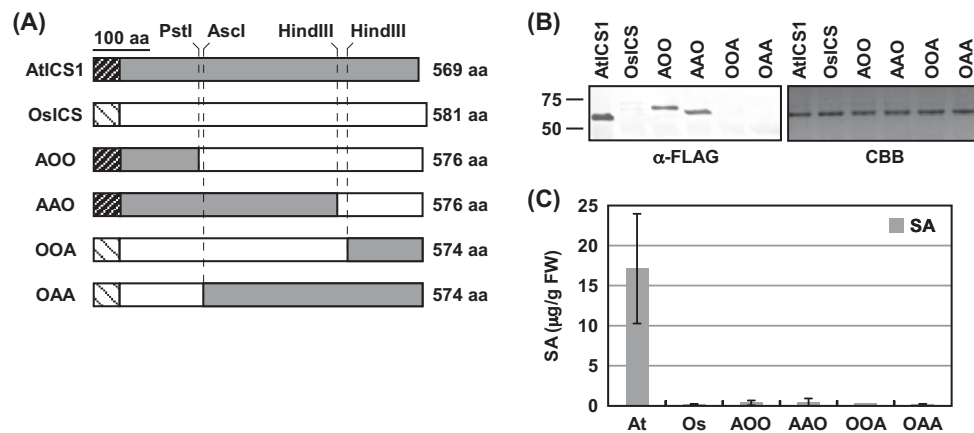 (A)
100 aa
PstI AscI HindIII HindIII
AtICS1 569 aa
OsICS 581 aa
AOO 576 aa
AAO 576 aa
OOA 574 aa
OAA 574 aa
(B)
AtICS1 OsICS AOO AAO OOA OAA AtICS1 OsICS AOO AAO OOA OAA
75
50
α-FLAG CBB
(C)
SA (μg/g FW)
25
20
15
10
5
0
SA
At Os AOO AAO OOA OAA